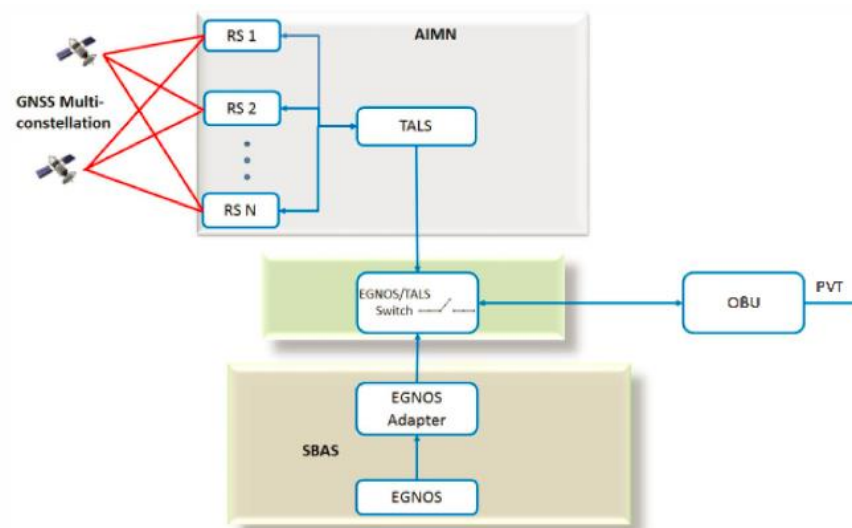 RS 1
AIMN
GNSS Multi-
constellation
RS 2
TALS
RS N
EGNOS/TALS
Switch
OBU
PVT
EGNOS
Adapter
SBAS
EGNOS